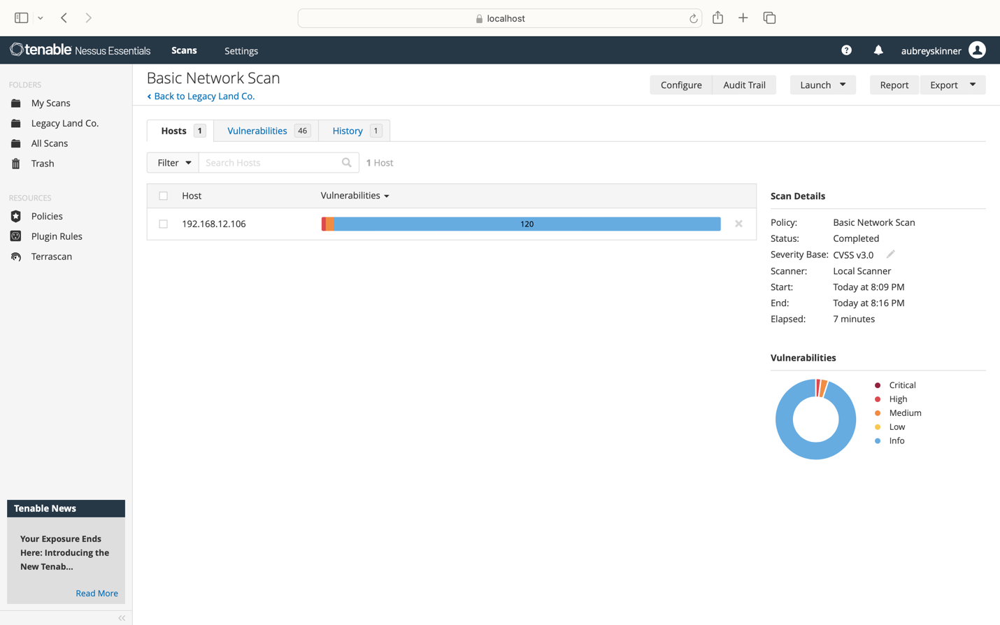 localhost
tenable Nessus Essentials Scans Settings
aubreyskinner
FOLDERS
My Scans
Legacy Land Co.
All Scans
Trash
RESOURCES
Policies
Plugin Rules
Terrascan
Tenable News
Your Exposure Ends
Here: Introducing the
New Tenab...
Read More
Basic Network Scan
Back to Legacy Land Co.
Configure Audit Trail Launch Report Export
Hosts 1 Vulnerabilities 46 History 1
Filter Search Hosts 1 Host
Host Vulnerabilities
192.168.12.106 120
Scan Details
Policy: Basic Network Scan
Status: Completed
Severity Base: CVSS v3.0
Scanner: Local Scanner
Start: Today at 8:09 PM
End: Today at 8:16 PM
Elapsed: 7 minutes
Vulnerabilities
Critical
High
Medium
Low
Info